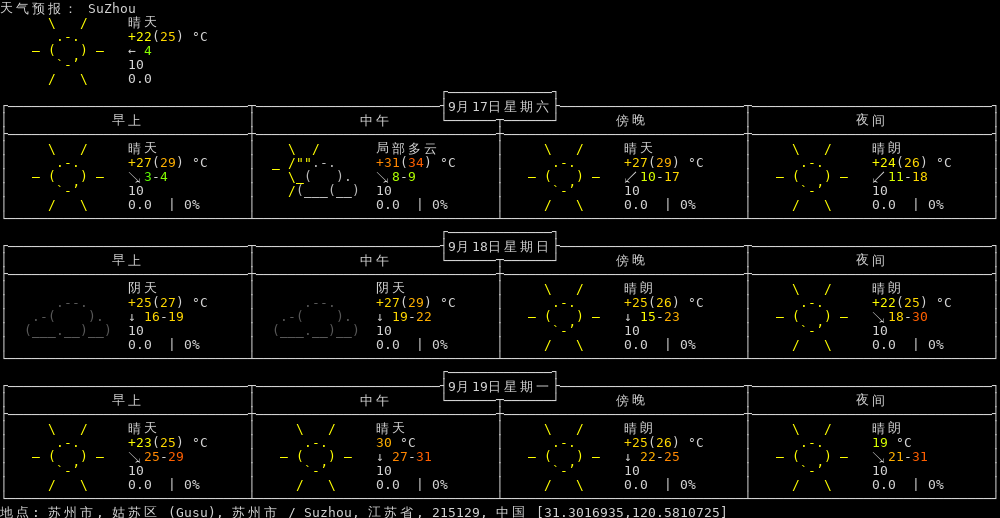 天气预报: SuZhou
晴天
+22(25) °C
← 4
10
0.0
9月17日星期六
早上 中午 傍晚 夜间
晴天 局部多云 晴天 晴朗
+27(29) °C +31(34) °C +27(29) °C +24(26) °C
↘ 3-4 ↘ 8-9 ↙ 10-17 ↙ 11-18
10 10 10 10
0.0 | 0% 0.0 | 0% 0.0 | 0% 0.0 | 0%
9月18日星期日
早上 中午 傍晚 夜间
阴天 阴天 晴朗 晴朗
+25(27) °C +27(29) °C +25(26) °C +22(25) °C
↓ 16-19 ↓ 19-22 ↓ 15-23 ↘ 18-30
10 10 10 10
0.0 | 0% 0.0 | 0% 0.0 | 0% 0.0 | 0%
9月19日星期一
早上 中午 傍晚 夜间
晴天 晴天 晴朗 晴朗
+23(25) °C 30 °C +25(26) °C 19 °C
↘ 25-29 ↓ 27-31 ↓ 22-25 ↘ 21-31
10 10 10 10
0.0 | 0% 0.0 | 0% 0.0 | 0% 0.0 | 0%
地点: 苏州市, 姑苏区 (Gusu), 苏州市 / Suzhou, 江苏省, 215129, 中国 [31.3016935,120.5810725]